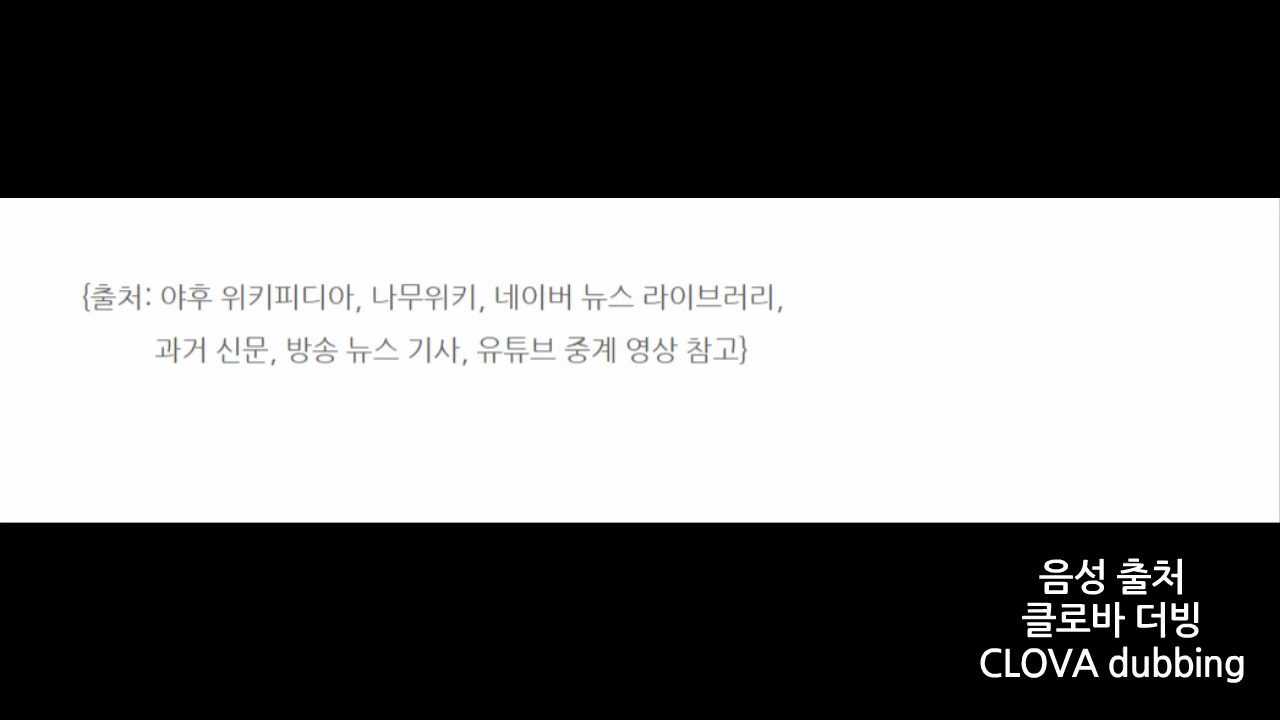 {출처: 야후 위키피디아, 나무위키, 네이버 뉴스 라이브러리,
과거 신문, 방송 뉴스 기사, 유튜브 중계 영상 참고}
음성 출처
클로바 더빙
CLOVA dubbing